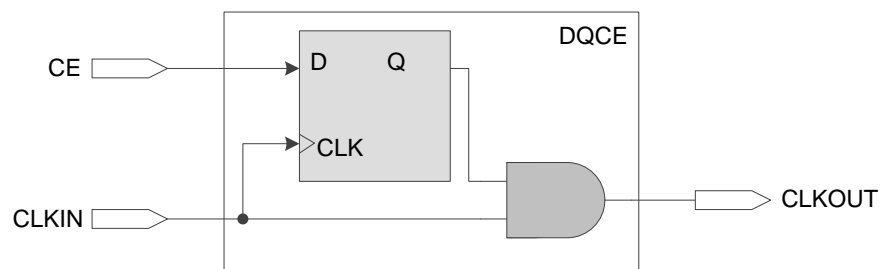 DQCE
CE
D Q
CLK
CLKIN
CLKOUT